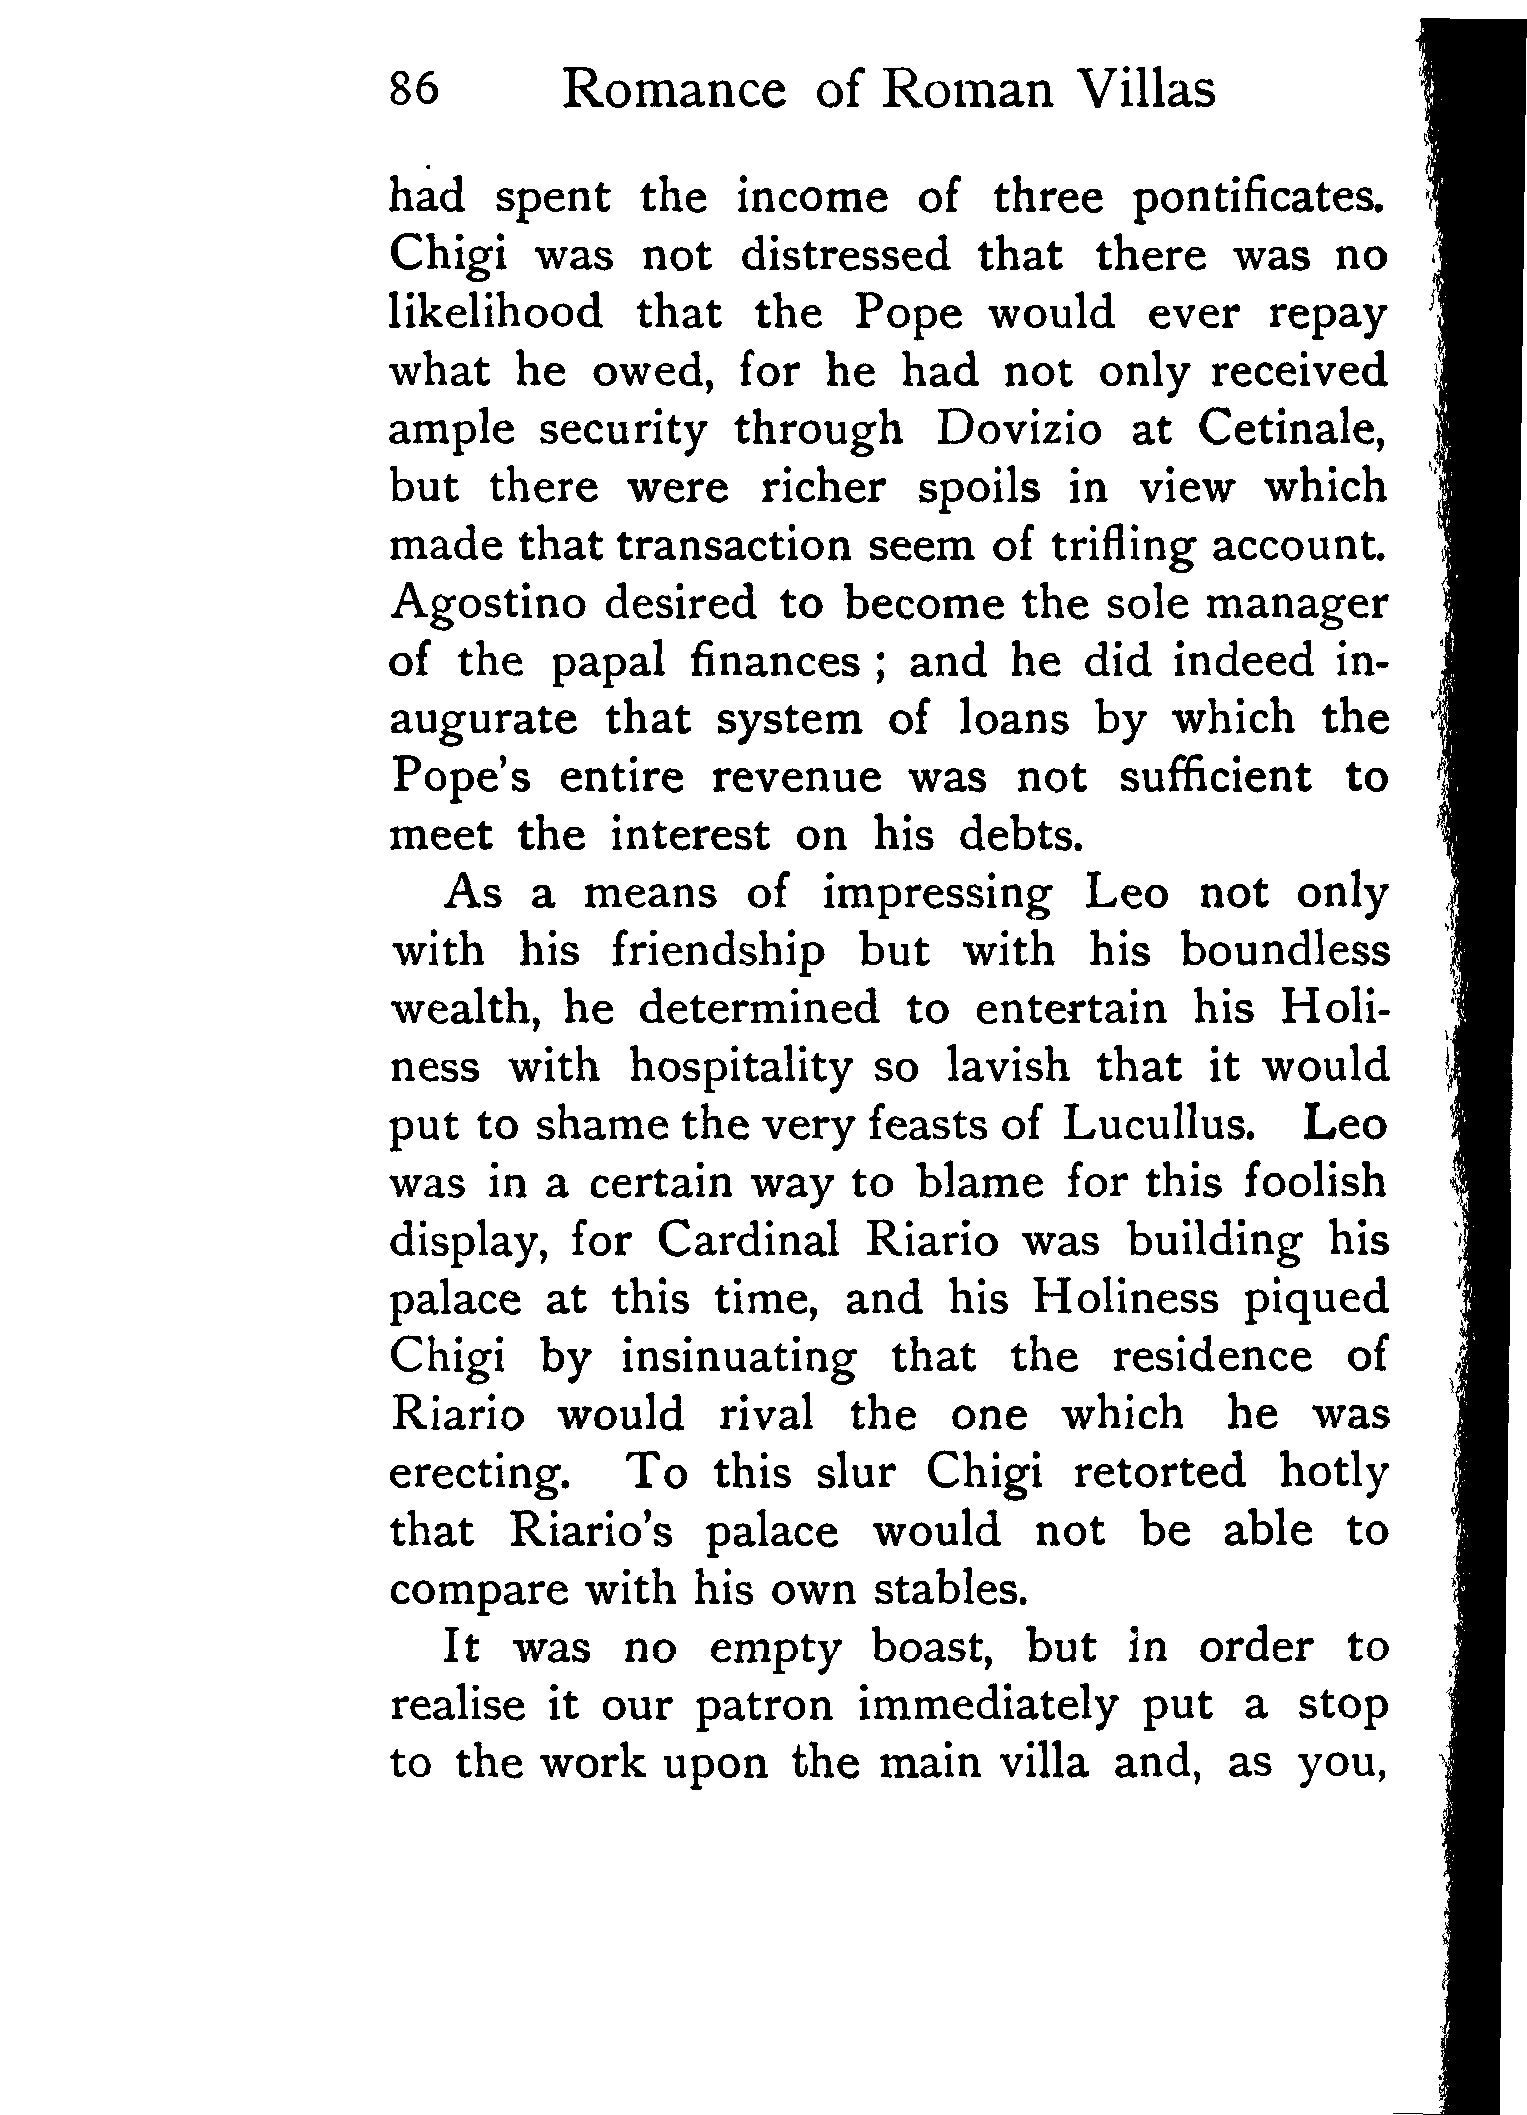 86 Romance of Roman Villas
had spent the income of three pontificates.
Chigi was not distressed that there was no
likelihood that the Pope would ever repay
what he owed, for he had not only received
ample security through Dovizio at Cetinale,
but there were richer spoils in view which
made that transaction seem of trifling account.
Agostino desired to become the sole manager
of the papal finances ; and he did indeed in-
augurate that system of loans by which the
Pope's entire revenue was not sufficient to
meet the interest on his debts.
As a means of impressing Leo not only
with his friendship but with his boundless
wealth, he determined to entertain his Holi-
ness with hospitality so lavish that it would
put to shame the very feasts of Lucullus. Leo
was in a certain way to blame for this foolish
display, for Cardinal Riario was building his
palace at this time, and his Holiness piqued
Chigi by insinuating that the residence of
Riario would rival the one which he was
erecting. To this slur Chigi retorted hotly
that Riario's palace would not be able to
compare with his own stables.
It was no empty boast, but in order to
realise it our patron immediately put a stop
to the work upon the main villa and, as you,